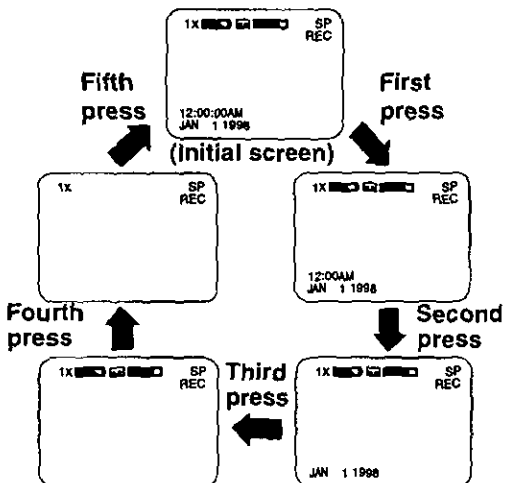 1X SP
REC
12:00:00AM
JAN 1 1998
(Initial screen)
First
press
1X SP
REC
12:00AM
JAN 1 1998
Second
press
1X SP
REC
JAN 1 1998
Third
press
1X SP
REC
Fourth
press
1X SP
REC
Fifth
press